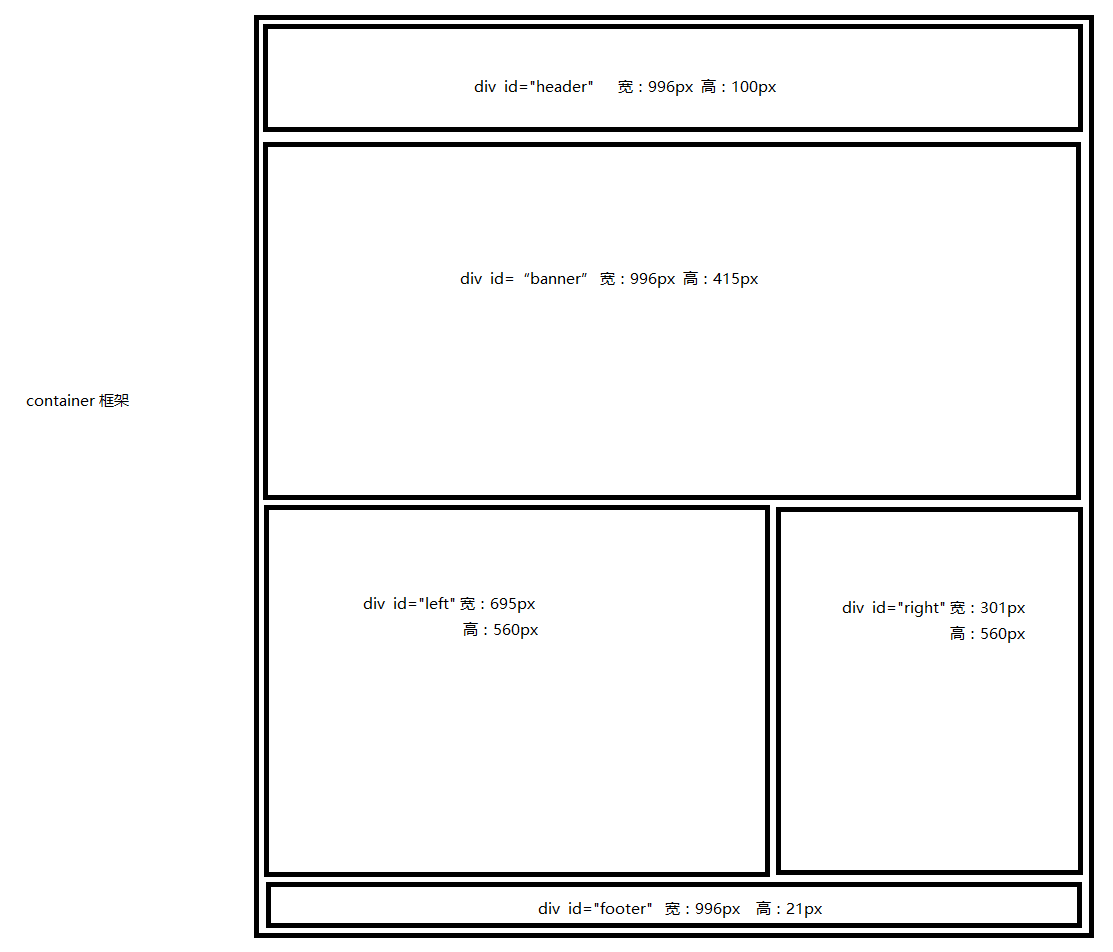 div id="header" 宽：996px 高：100px
div id=“banner” 宽：996px 高：415px
container 框架
div id="left" 宽：695px
高：560px
div id="right" 宽：301px
高：560px
div id="footer" 宽：996px 高：21px